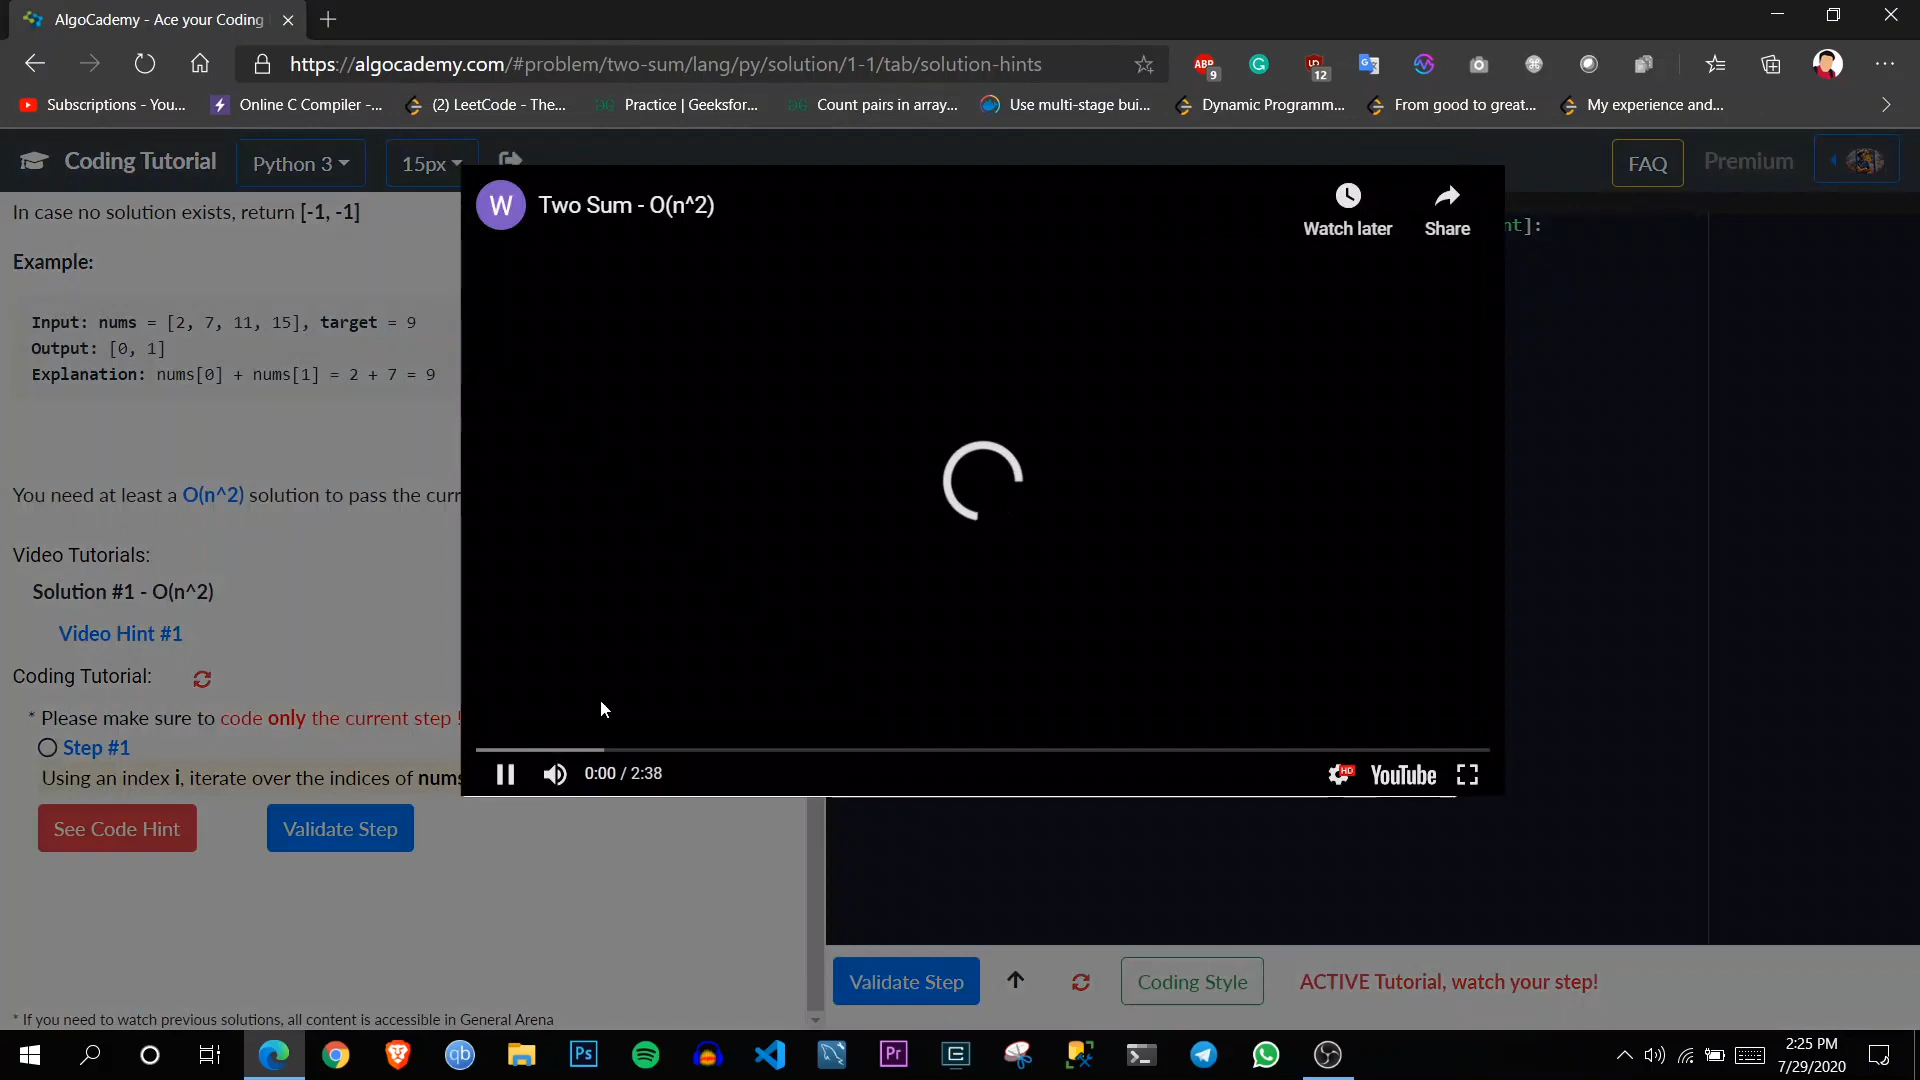 AlgoCademy - Ace your Coding
https://algocademy.com/#problem/two-sum/lang/py/solution/1-1/tab/solution-hints
ABP
9
12
Subscriptions - You...
Online C Compiler -...
(2) LeetCode - The...
Practice | Geeksfor...
Count pairs in array...
Use multi-stage bui...
Dynamic Programm...
From good to great...
My experience and...
Coding Tutorial
Python 3
15px
FAQ
Premium
In case no solution exists, return [-1, -1]
Example:
Input: nums = [2, 7, 11, 15], target = 9
Output: [0, 1]
Explanation: nums[0] + nums[1] = 2 + 7 = 9
You need at least a O(n^2) solution to pass the curr
Video Tutorials:
Solution #1 - O(n^2)
Video Hint #1
Coding Tutorial:
* Please make sure to code only the current step !
Step #1
Using an index i, iterate over the indices of nums
See Code Hint
Validate Step
* If you need to watch previous solutions, all content is accessible in General Arena
W
Two Sum - O(n^2)
Watch later
Share
0:00 / 2:38
HD
YouTube
nt]:
Validate Step
Coding Style
ACTIVE Tutorial, watch your step!
qb
Ps
Pr
2:25 PM
7/29/2020